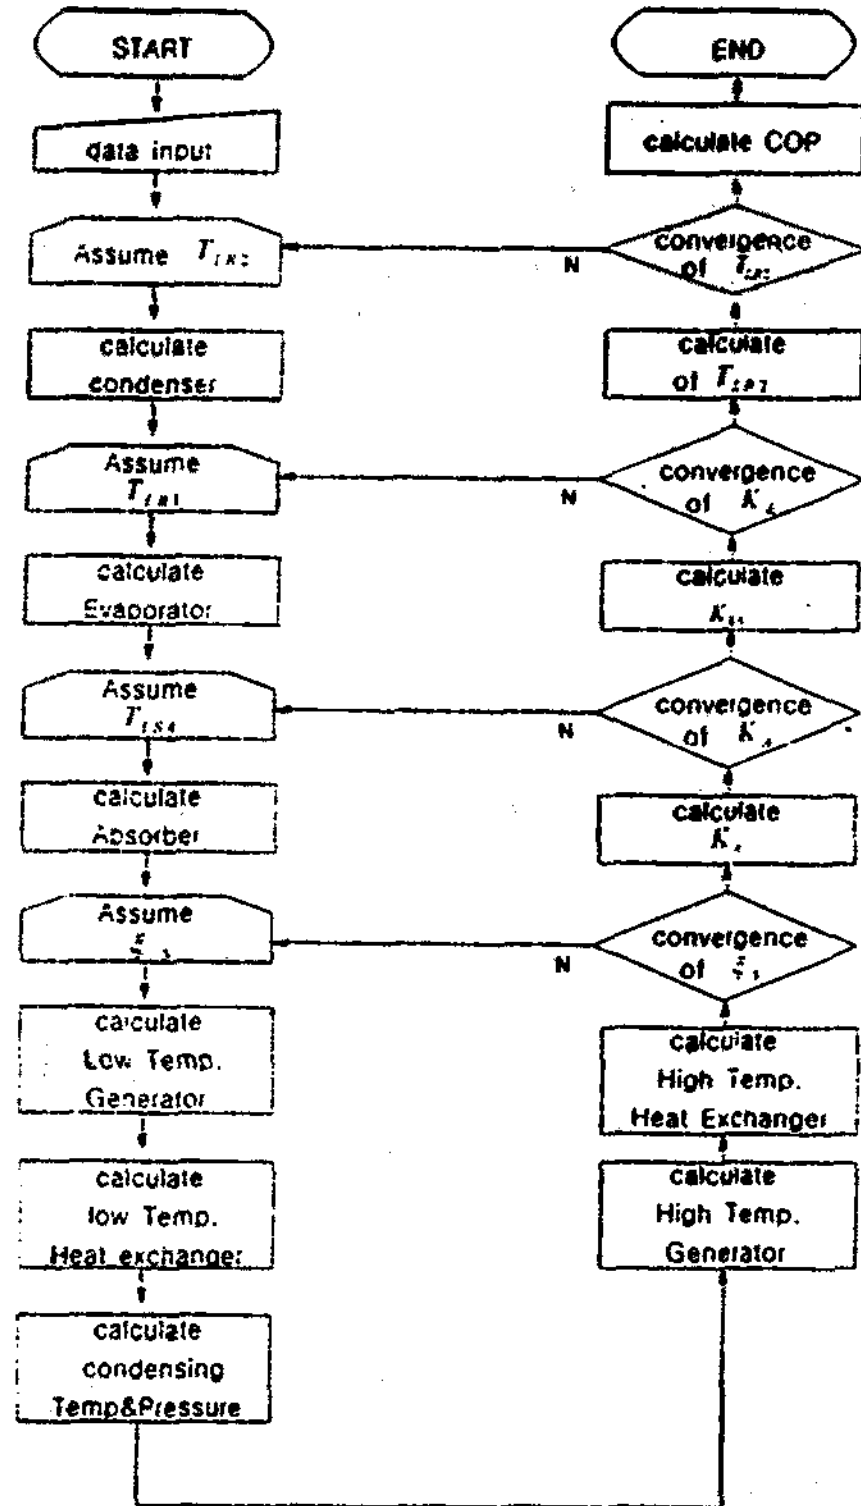 START
data input
Assume
calculate
condenser
Assume
calculate
Evaporator
Assume
calculate
Absorber
Assume
calculate
Low Temp.
Generator
calculate
low Temp.
Heat exchanger
calculate
condensing
Temp&Pressure
END
calculate COP
convergence
of
N
calculate
of
convergence
of K
N
calculate
K
convergence
of K
N
calculate
K
convergence
of ξ
N
calculate
High Temp.
Heat Exchanger
calculate
High Temp.
Generator